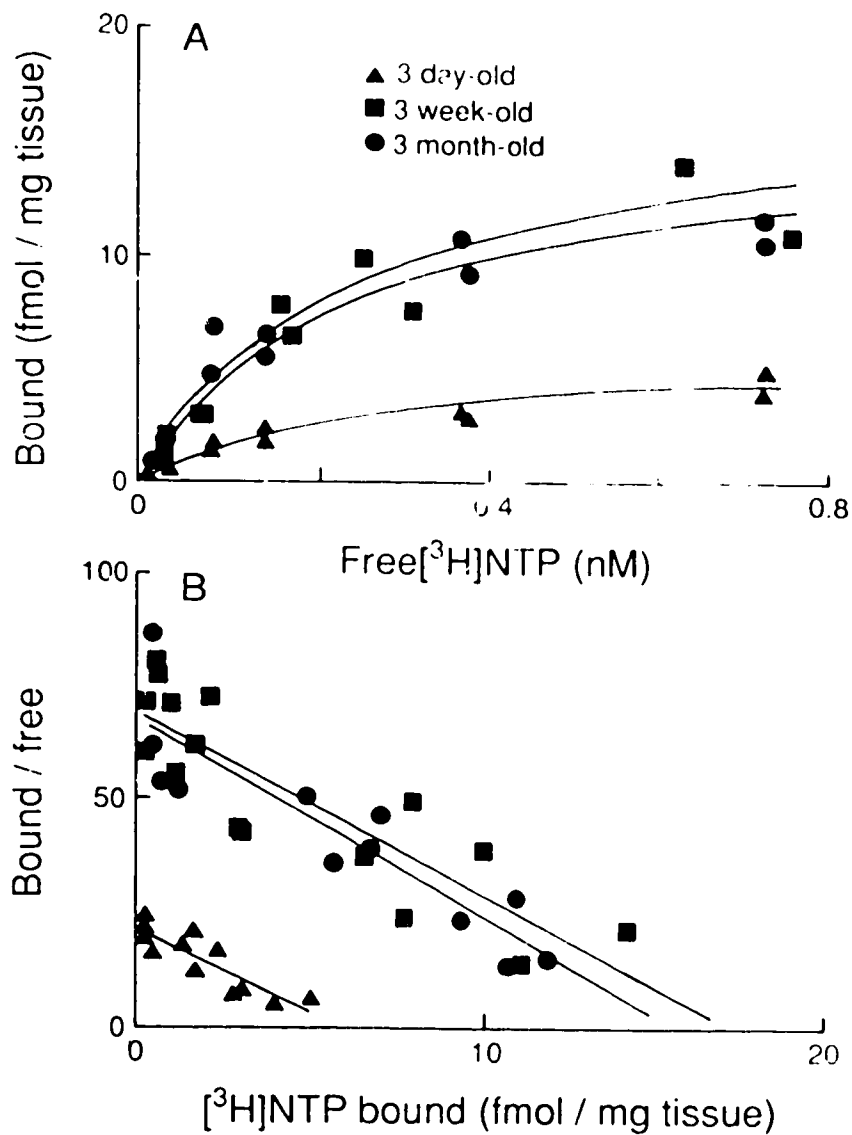 20
A
3 day-old
3 week-old
3 month-old
10
0
Bound (fmol / mg tissue)
0
0.8
Free[³H]NTP (nM)
100
B
50
0
Bound / free
0
10
20
[³H]NTP bound (fmol / mg tissue)